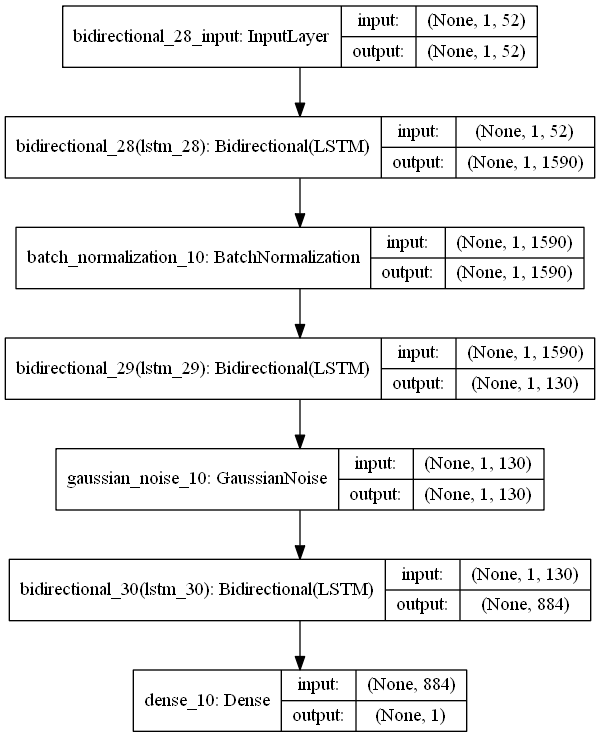 bidirectional_28_input: InputLayer input: (None, 1, 52)
output: (None, 1, 52)
bidirectional_28(lstm_28): Bidirectional(LSTM) input: (None, 1, 52)
output: (None, 1, 1590)
batch_normalization_10: BatchNormalization input: (None, 1, 1590)
output: (None, 1, 1590)
bidirectional_29(lstm_29): Bidirectional(LSTM) input: (None, 1, 1590)
output: (None, 1, 130)
gaussian_noise_10: GaussianNoise input: (None, 1, 130)
output: (None, 1, 130)
bidirectional_30(lstm_30): Bidirectional(LSTM) input: (None, 1, 130)
output: (None, 884)
dense_10: Dense input: (None, 884)
output: (None, 1)